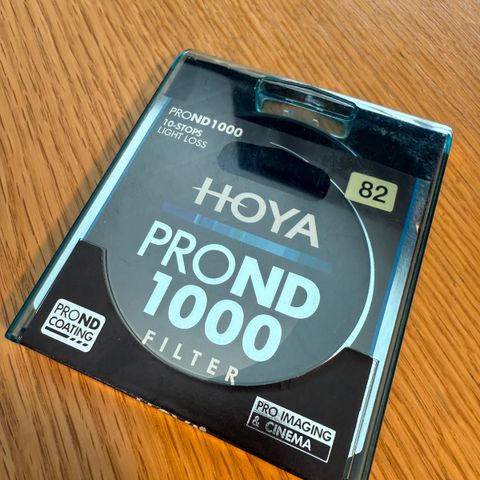 PROND1000
10-STOPS
LIGHT LOSS
82
HOYA
PROND
1000
FILTER
PROND
COATING
PRO IMAGING
& CINEMA